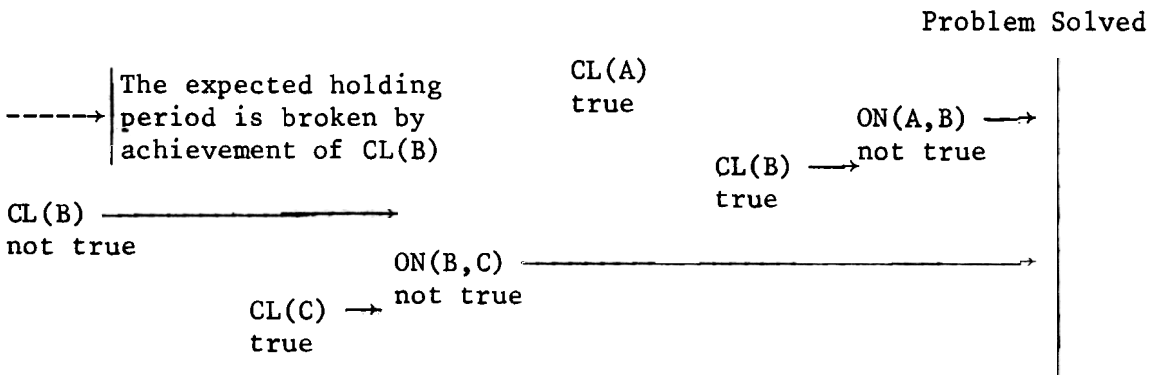 Problem Solved
The expected holding
period is broken by
achievement of CL(B)
CL(A)
true
ON(A,B)
not true
CL(B)
true
CL(B)
not true
ON(B,C)
not true
CL(C)
true